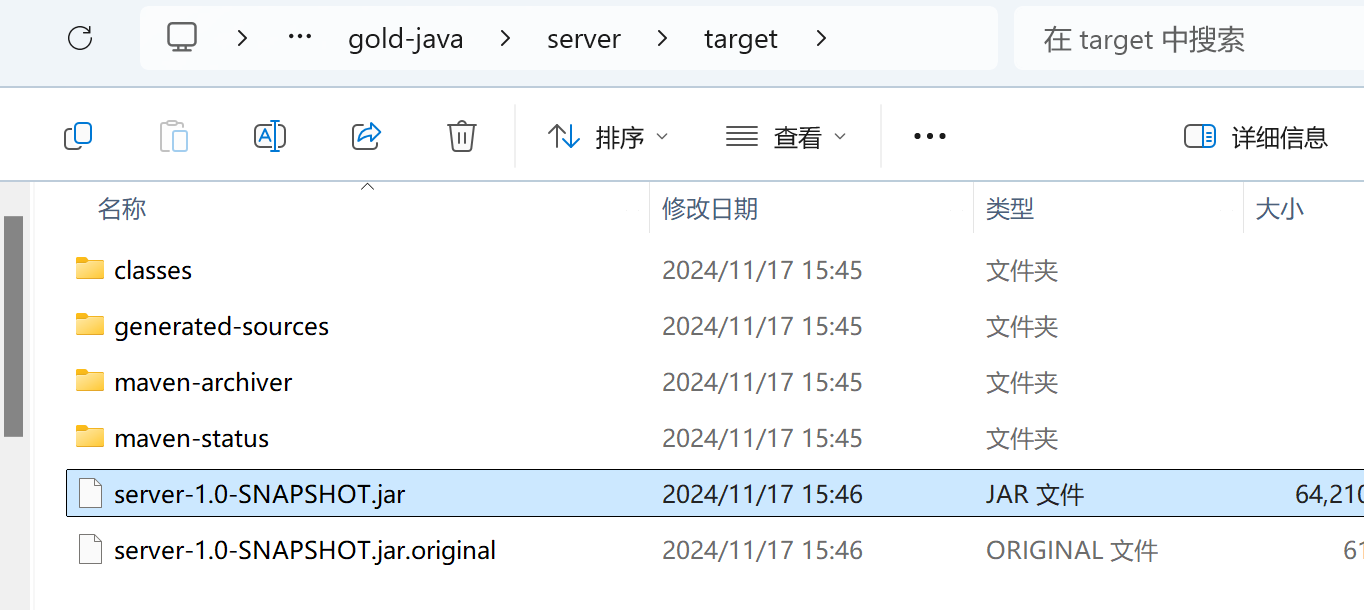 gold-java server target 在 target 中搜索
排序 查看 详细信息
名称 修改日期 类型 大小
classes 2024/11/17 15:45 文件夹
generated-sources 2024/11/17 15:45 文件夹
maven-archiver 2024/11/17 15:45 文件夹
maven-status 2024/11/17 15:45 文件夹
server-1.0-SNAPSHOT.jar 2024/11/17 15:46 JAR 文件 64,210
server-1.0-SNAPSHOT.jar.original 2024/11/17 15:46 ORIGINAL 文件 61